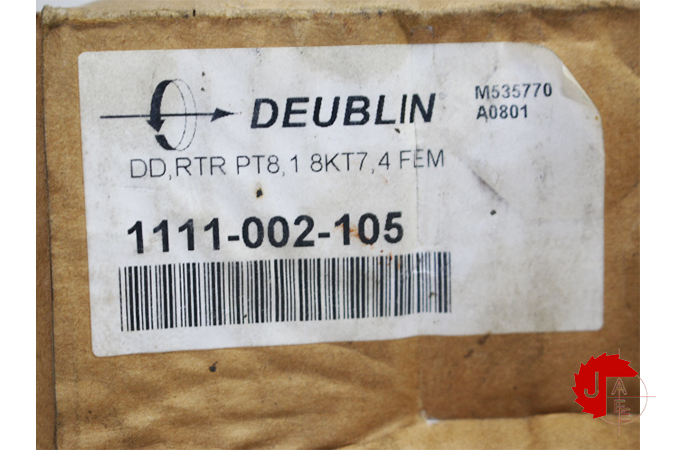 DEUBLIN
M535770
A0801
DD,RTR PT8,1 8KT7,4 FEM
1111-002-105
J A E